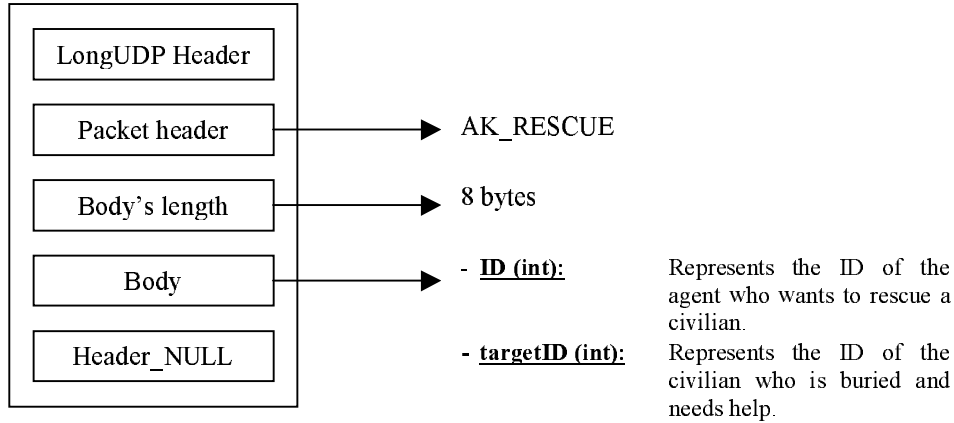 LongUDP Header
Packet header
AK_RESCUE
Body's length
8 bytes
Body
- ID (int):
Represents the ID of the
agent who wants to rescue a
civilian.
Header_NULL
- targetID (int):
Represents the ID of the
civilian who is buried and
needs help.